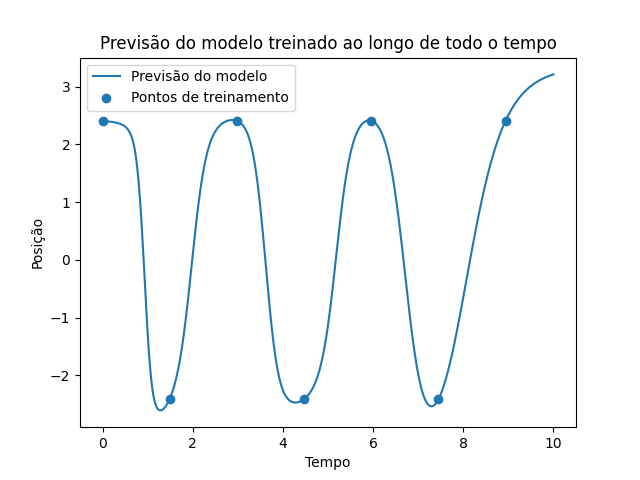 Previsão do modelo treinado ao longo de todo o tempo
Previsão do modelo
Pontos de treinamento
3
2
1
0
−1
−2
Posição
0
2
4
6
8
10
Tempo